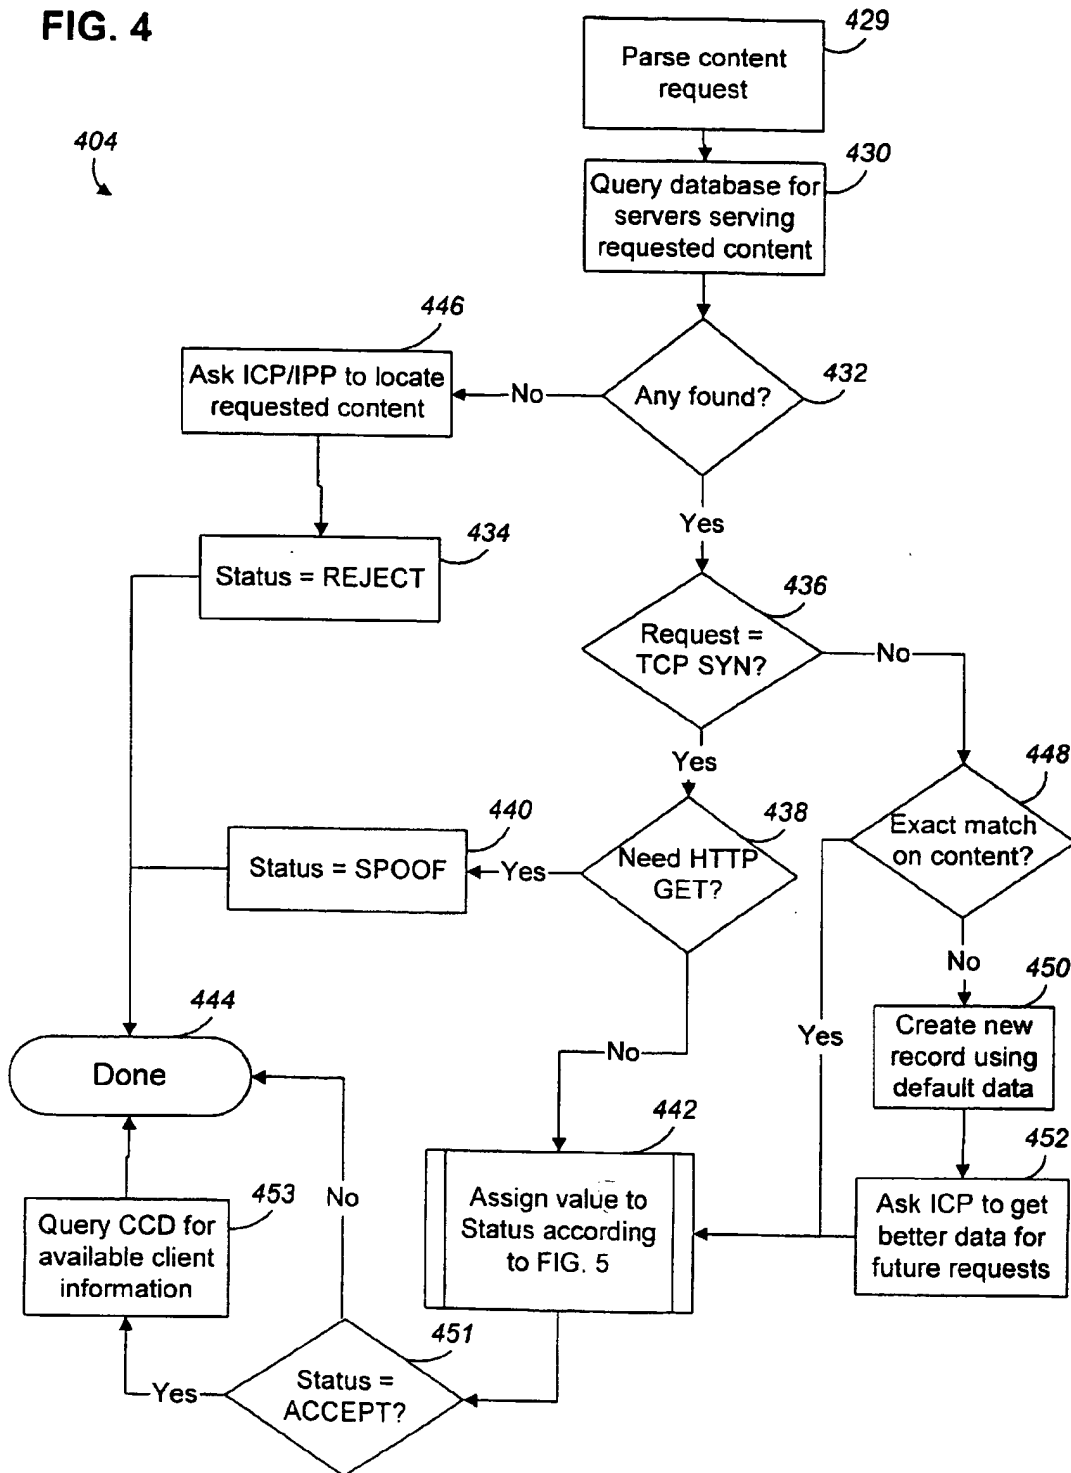 FIG. 4
404
429
Parse content
request
430
Query database for
servers serving
requested content
432
Any found?
No
446
Ask ICP/IPP to locate
requested content
434
Status = REJECT
Yes
436
Request =
TCP SYN?
No
Yes
448
Exact match
on content?
438
Need HTTP
GET?
Yes
440
Status = SPOOF
No
450
Create new
record using
default data
Yes
No
444
Done
442
Assign value to
Status according
to FIG. 5
452
Ask ICP to get
better data for
future requests
No
453
Query CCD for
available client
information
451
Status =
ACCEPT?
Yes